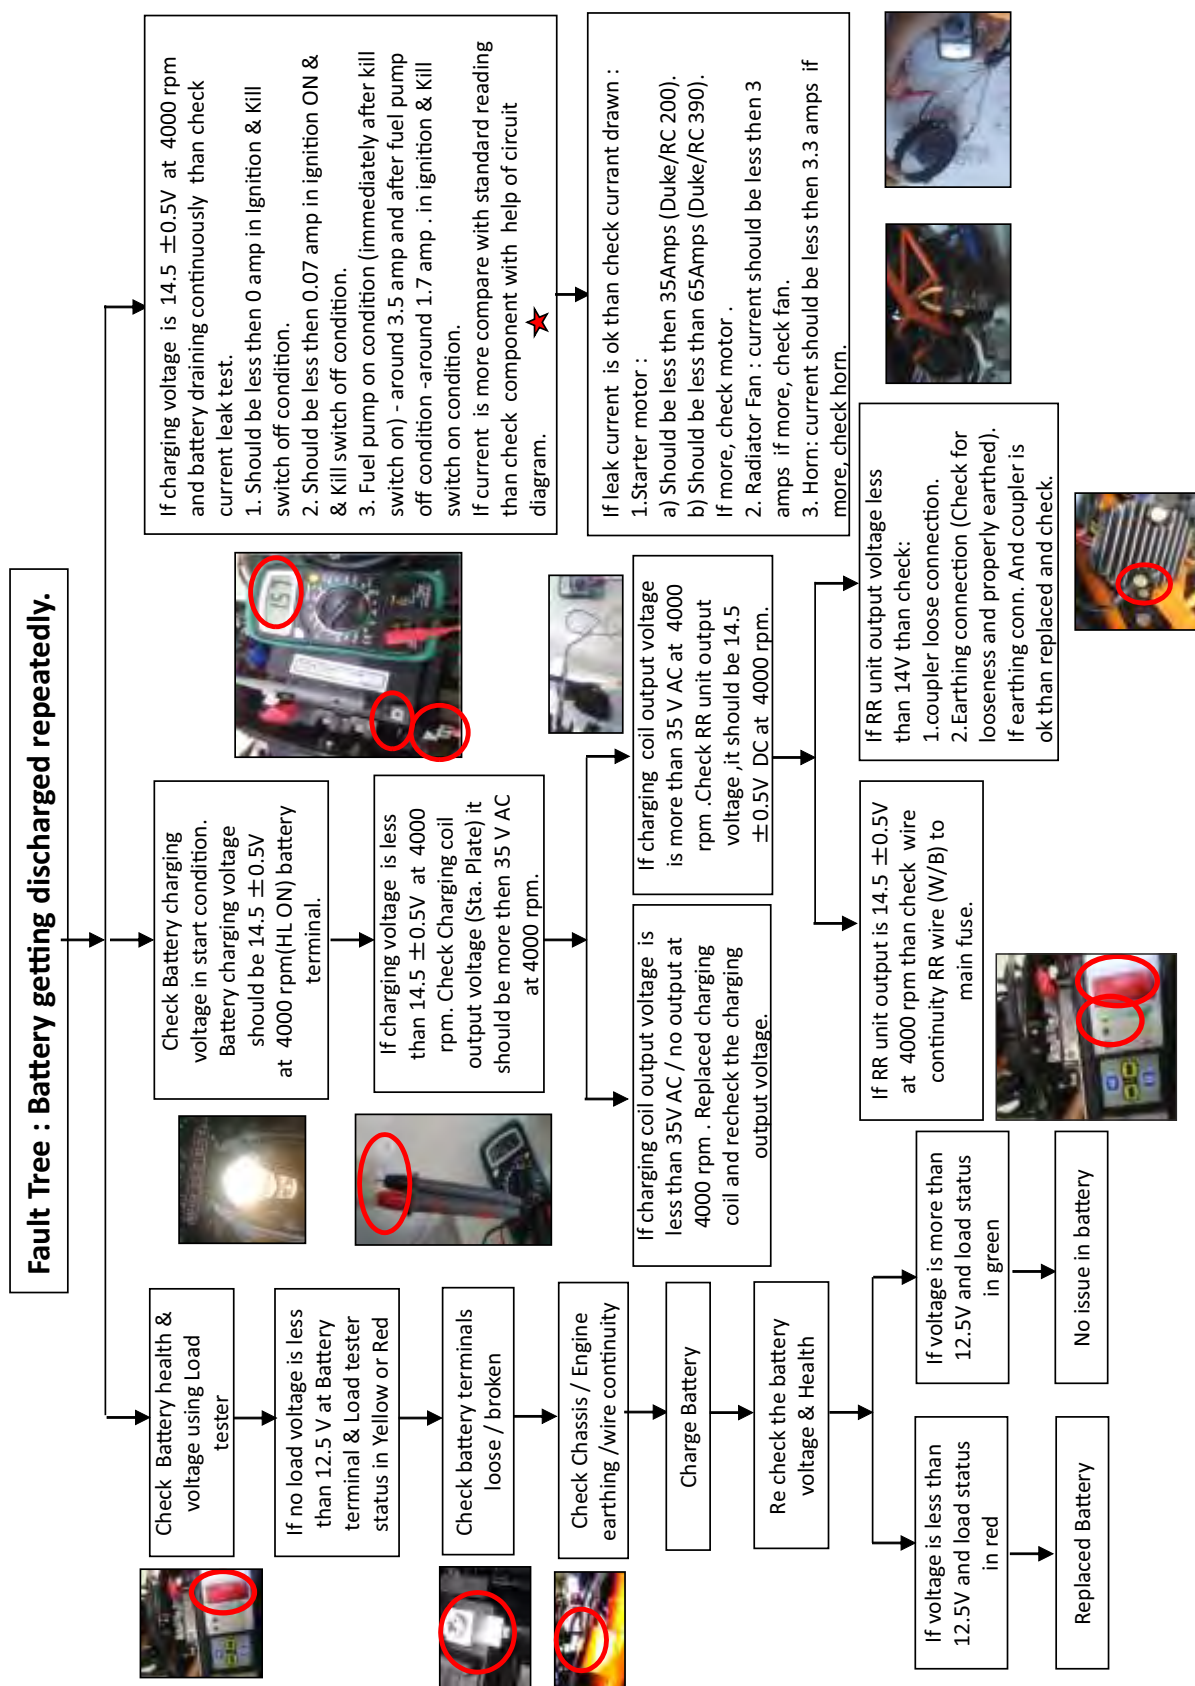 Fault Tree : Battery getting discharged repeatedly.
Check  Battery health &
voltage using Load
tester
If no load voltage is less
than 12.5 V at Battery
terminal & Load tester
status in Yellow or Red
Check battery terminals
loose / broken
Check Chassis / Engine
earthing /wire continuity
Charge Battery
Re check the battery
voltage & Health
If voltage is less than
12.5V and load status
in red
Replaced Battery
If voltage is more than
12.5V and load status
in green
No issue in battery
Check Battery charging
voltage in start condition.
Battery charging voltage
should be 14.5 ±0.5V
at  4000 rpm(HL ON) battery
terminal.
If charging voltage is less
than 14.5 ±0.5V  at  4000
rpm. Check Charging coil
output voltage (Sta. Plate) it
should be more then 35 V AC
at 4000 rpm.
If charging coil output voltage is
less than 35V AC / no output at
4000 rpm . Replaced charging
coil and recheck the charging
output voltage.
If charging  coil output voltage
is more than 35 V AC at  4000
rpm .Check RR unit output
voltage ,it should be 14.5
±0.5V  DC at  4000 rpm.
If RR unit output is 14.5 ±0.5V
at  4000 rpm than check wire
continuity RR wire (W/B) to
main fuse.
If RR unit output voltage less
than 14V than check:
1.coupler loose connection.
2.Earthing connection (Check for
looseness and properly earthed).
If earthing conn. And coupler is
ok than replaced and check.
If charging voltage is 14.5 ±0.5V  at  4000 rpm
and battery draining continuously  than check
current leak test.
1. Should be less then 0 amp in Ignition & Kill
switch off condition.
2. Should be less then 0.07 amp in ignition ON &
& Kill switch off condition.
3. Fuel pump on condition (immediately after kill
switch on) - around 3.5 amp and after fuel pump
off condition -around 1.7 amp . in ignition & Kill
switch on condition.
If current  is more compare with standard reading
than check component with  help of circuit
diagram.
If leak current  is ok than check currant drawn :
1.Starter motor :
a) Should be less then 35Amps (Duke/RC 200).
b) Should be less than 65Amps (Duke/RC 390).
If more, check motor .
2. Radiator Fan : current should be less then 3
amps  if more, check fan.
3. Horn: current should be less then 3.3 amps  if
more, check horn.